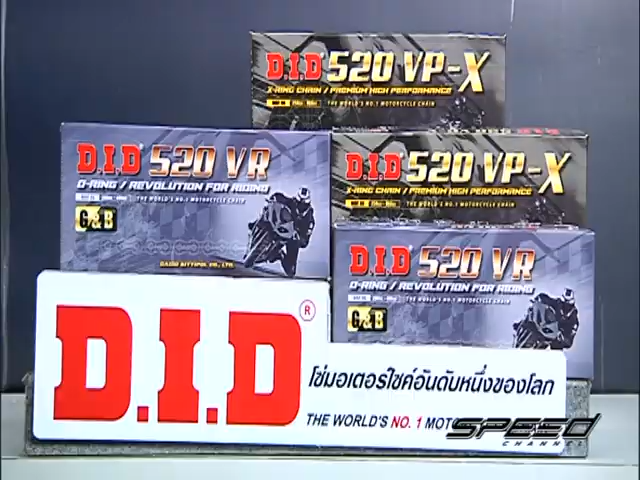 D.I.D 520 VP-X
X-RING CHAIN / PREMIUM HIGH PERFORMANCE
THE WORLD'S NO.1 MOTORCYCLE CHAIN
D.I.D 520 VR
O-RING / REVOLUTION FOR RIDING
THE WORLD'S NO.1 MOTORCYCLE CHAIN
G&B
DAIDO SITTIPOL CO., LTD.
D.I.D 520 VP-X
X-RING CHAIN / PREMIUM HIGH PERFORMANCE
THE WORLD'S NO.1 MOTORCYCLE CHAIN
D.I.D 520 VR
O-RING / REVOLUTION FOR RIDING
THE WORLD'S NO.1 MOTORCYCLE CHAIN
G&B
D.I.D ®
โซ่มอเตอร์ไซค์อันดับหนึ่งของโลก
THE WORLD'S NO. 1 MOT
SPEED
CHANNEL